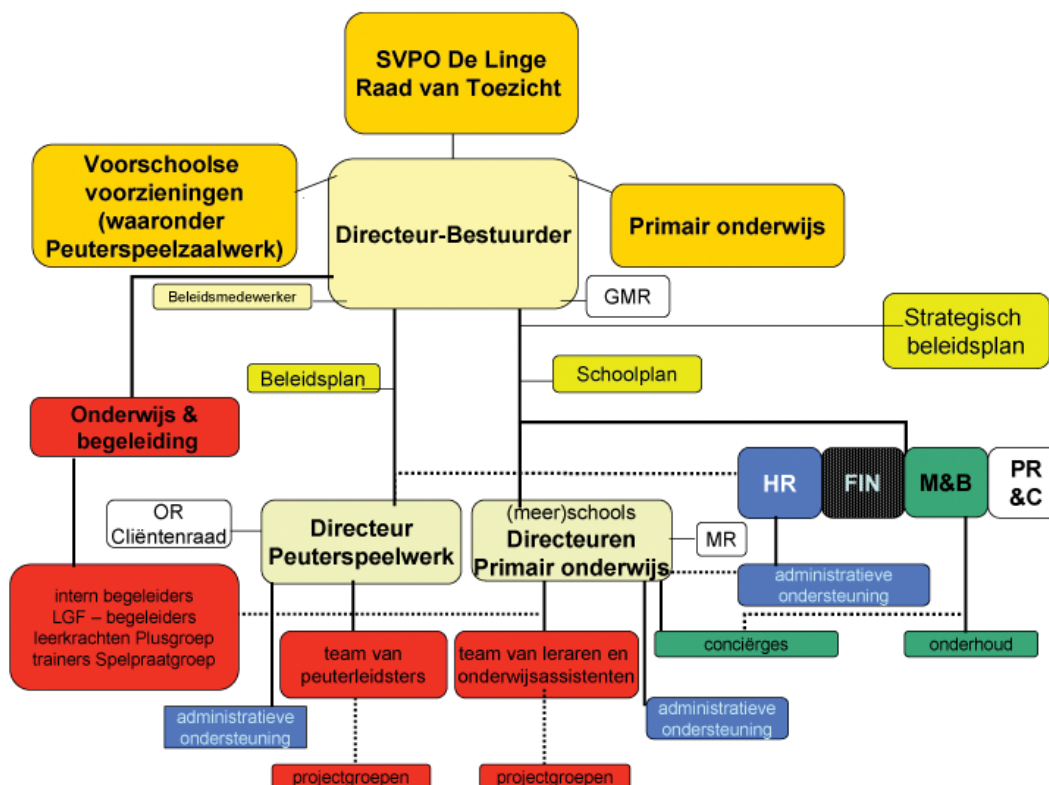 SVPO De Linge
Raad van Toezicht
Voorschoolse
voorzieningen
(waaronder
Peuterspeelzaalwerk)
Directeur-Bestuurder
Primair onderwijs
Beleidsmedewerker
GMR
Strategisch
beleidsplan
Beleidsplan
Schoolplan
Onderwijs &
begeleiding
HR
FIN
M&B
PR
&C
OR
Cliëntenraad
Directeur
Peuterspeelwerk
(meer)schools
Directeuren
Primair onderwijs
MR
administratieve
ondersteuning
intern begeleiders
LGF – begeleiders
leerkrachten Plusgroep
trainers Spelpraatgroep
team van
peuterleidsters
team van leraren en
onderwijsassistenten
conciërges
onderhoud
administratieve
ondersteuning
administratieve
ondersteuning
projectgroepen
projectgroepen